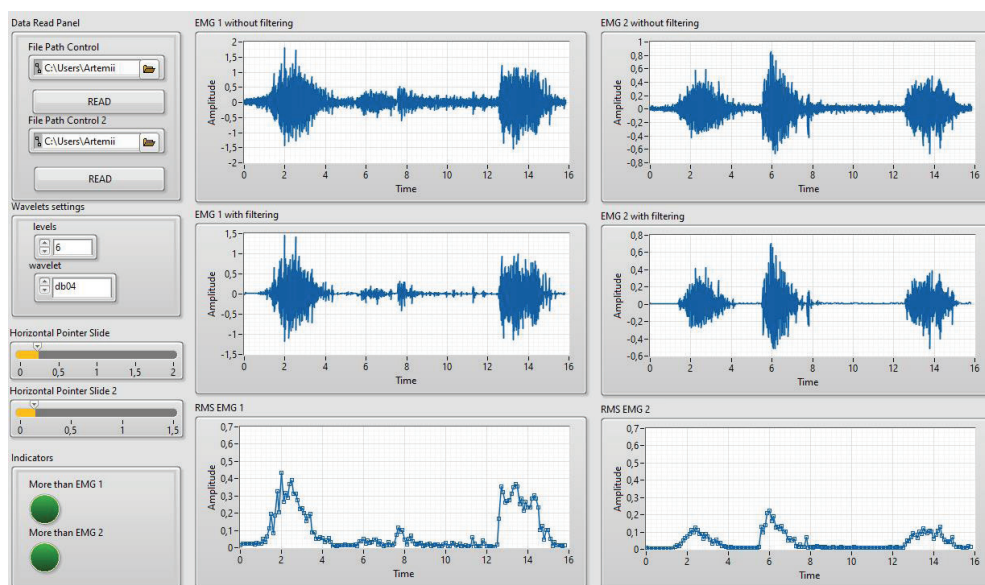 Data Read Panel
File Path Control
C:\Users\Artemii
READ
File Path Control 2
C:\Users\Artemii
READ
Wavelets settings
levels
6
wavelet
db04
Horizontal Pointer Slide
0 0,5 1 1,5 2
Horizontal Pointer Slide 2
0 0,5 1 1,5
Indicators
More than EMG 1
More than EMG 2
EMG 1 without filtering
Amplitude
2
1,5
1
0,5
0
-0,5
-1
-1,5
-2
0 2 4 6 8 10 12 14 16
Time
EMG 2 without filtering
Amplitude
1
0,8
0,6
0,4
0,2
0
-0,2
-0,4
-0,6
-0,8
0 2 4 6 8 10 12 14 16
Time
EMG 1 with filtering
Amplitude
1,5
1
0,5
0
-0,5
-1
-1,5
0 2 4 6 8 10 12 14 16
Time
EMG 2 with filtering
Amplitude
0,8
0,6
0,4
0,2
0
-0,2
-0,4
-0,6
0 2 4 6 8 10 12 14 16
Time
RMS EMG 1
Amplitude
0,7
0,6
0,5
0,4
0,3
0,2
0,1
0
0 2 4 6 8 10 12 14 16
Time
RMS EMG 2
Amplitude
0,7
0,6
0,5
0,4
0,3
0,2
0,1
0
0 2 4 6 8 10 12 14 16
Time